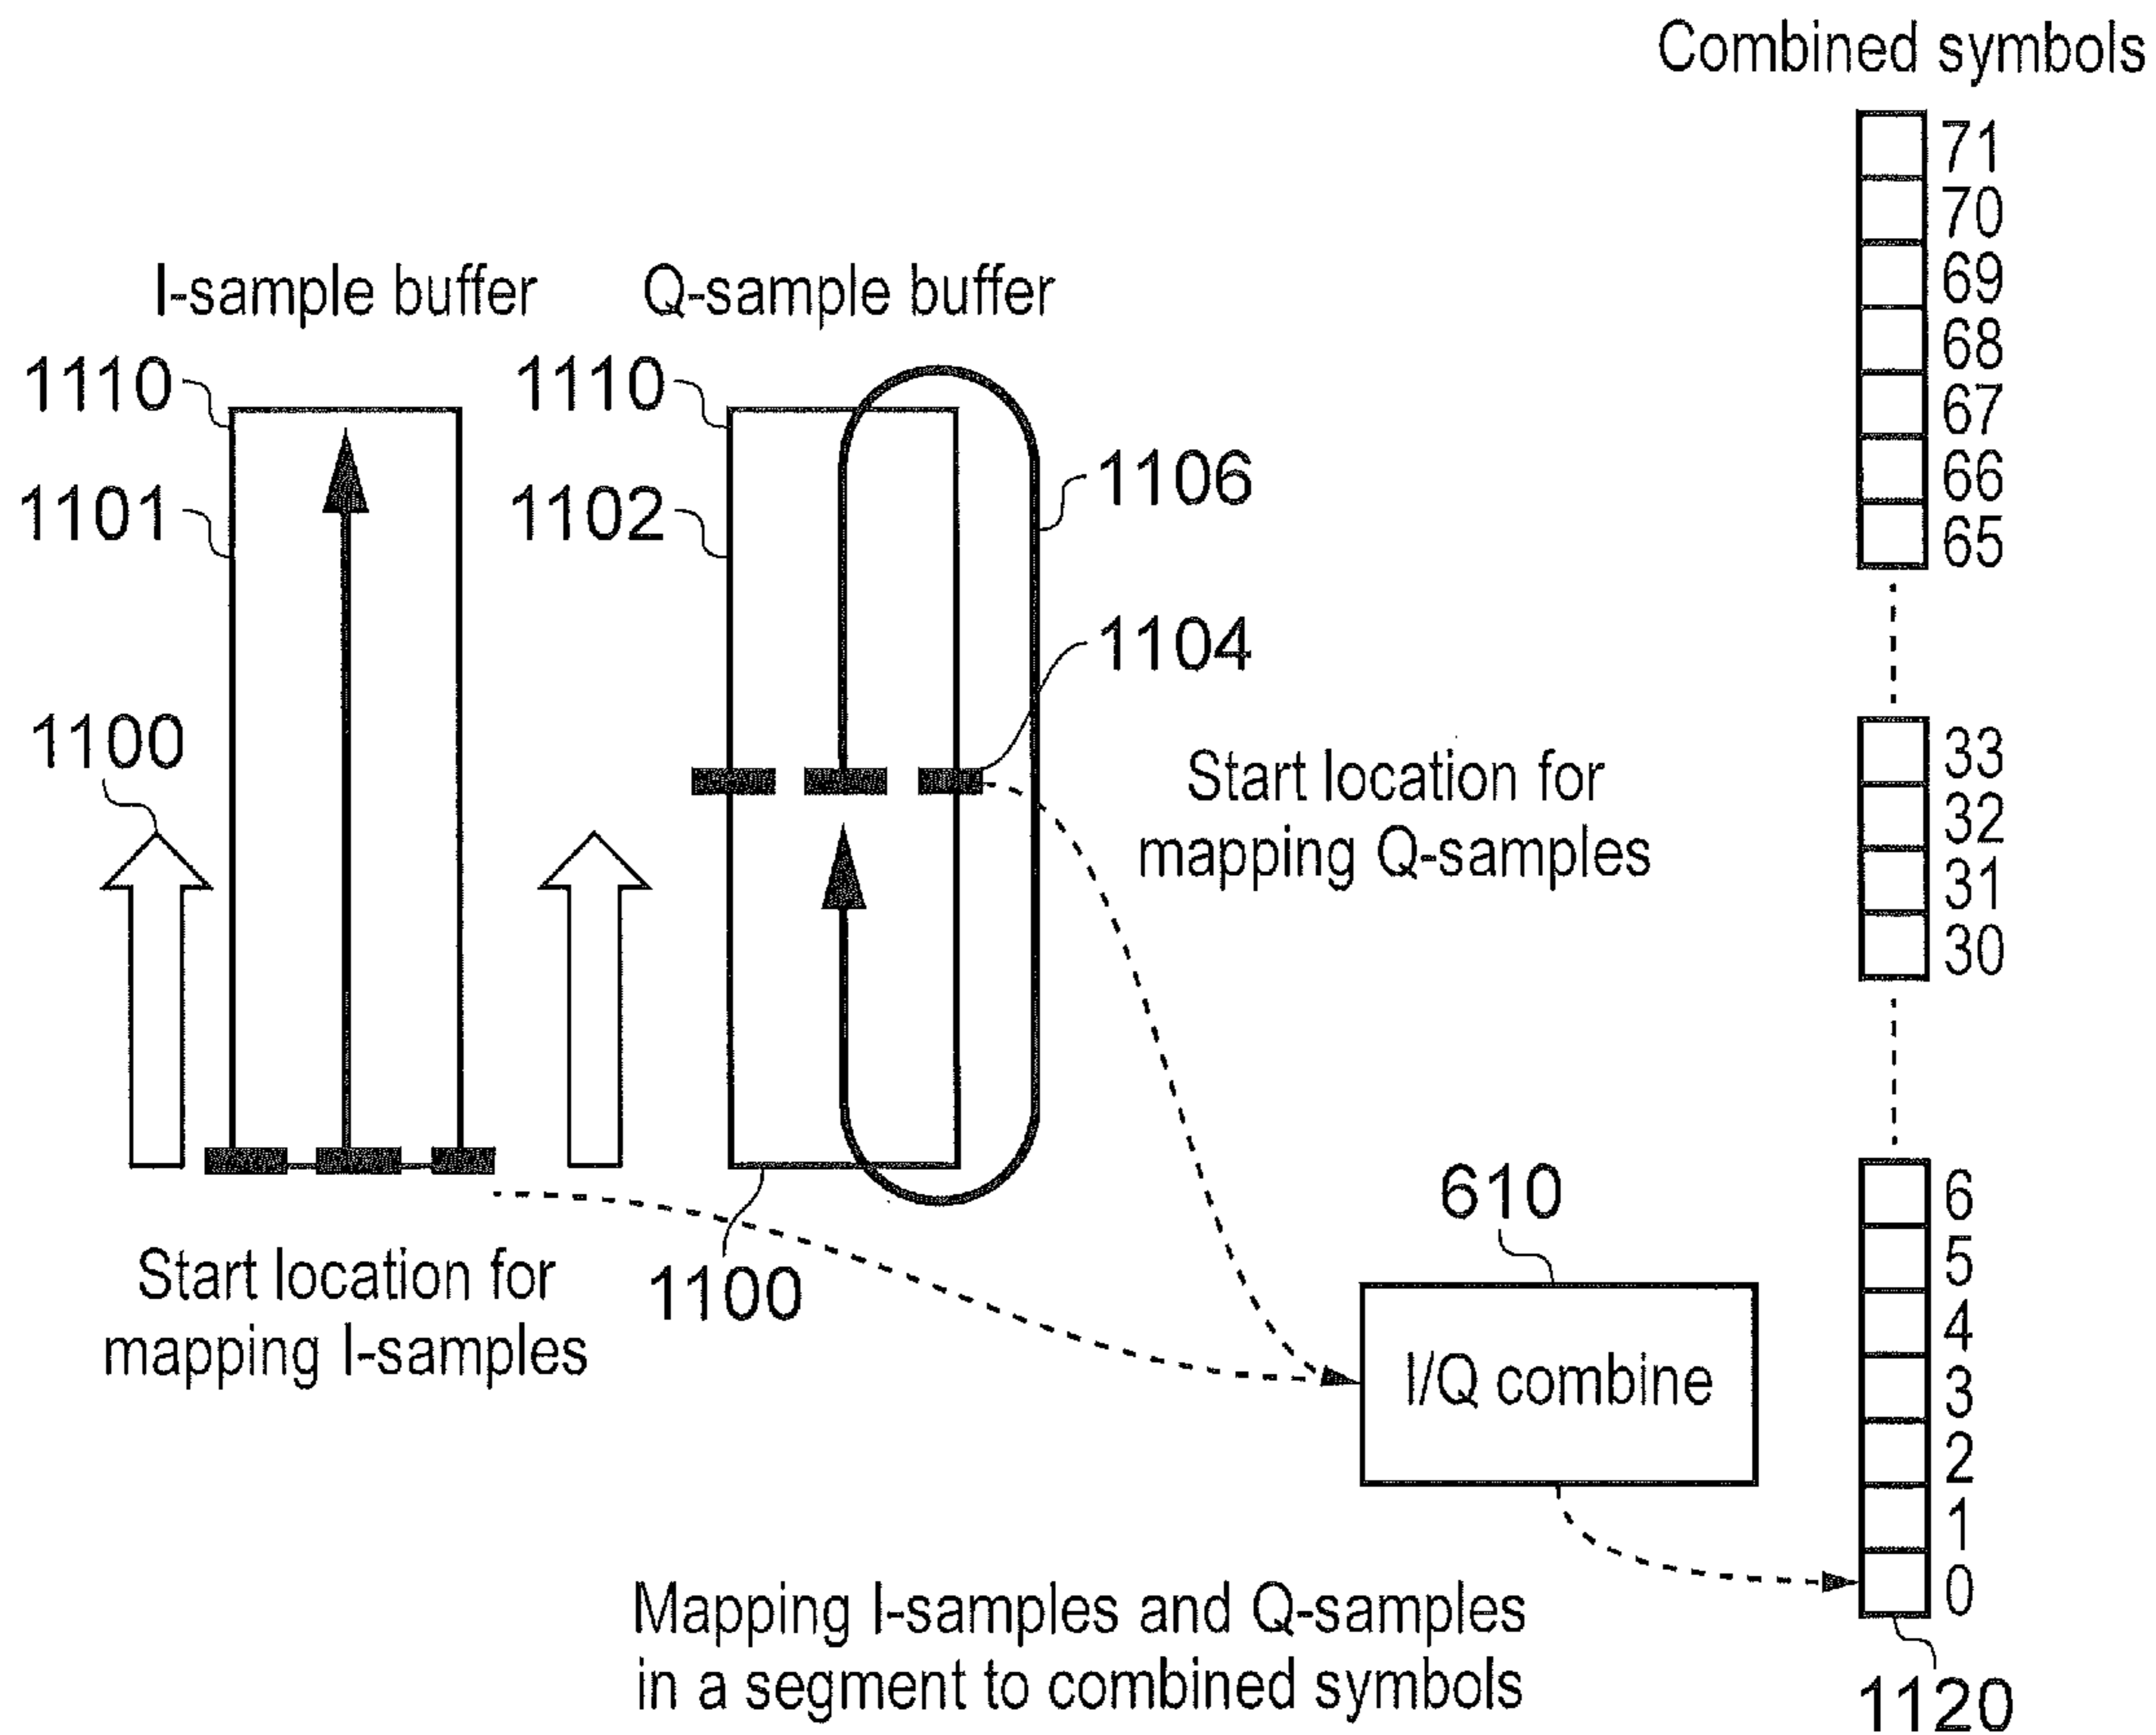 Combined symbols
71
70
69
68
67
66
65
33
32
31
30
6
5
4
3
2
1
0
1120
I-sample buffer
Q-sample buffer
1110
1101
1100
1110
1102
1106
1104
Start location for
mapping Q-samples
Start location for
mapping I-samples
1100
610
I/Q combine
Mapping I-samples and Q-samples
in a segment to combined symbols